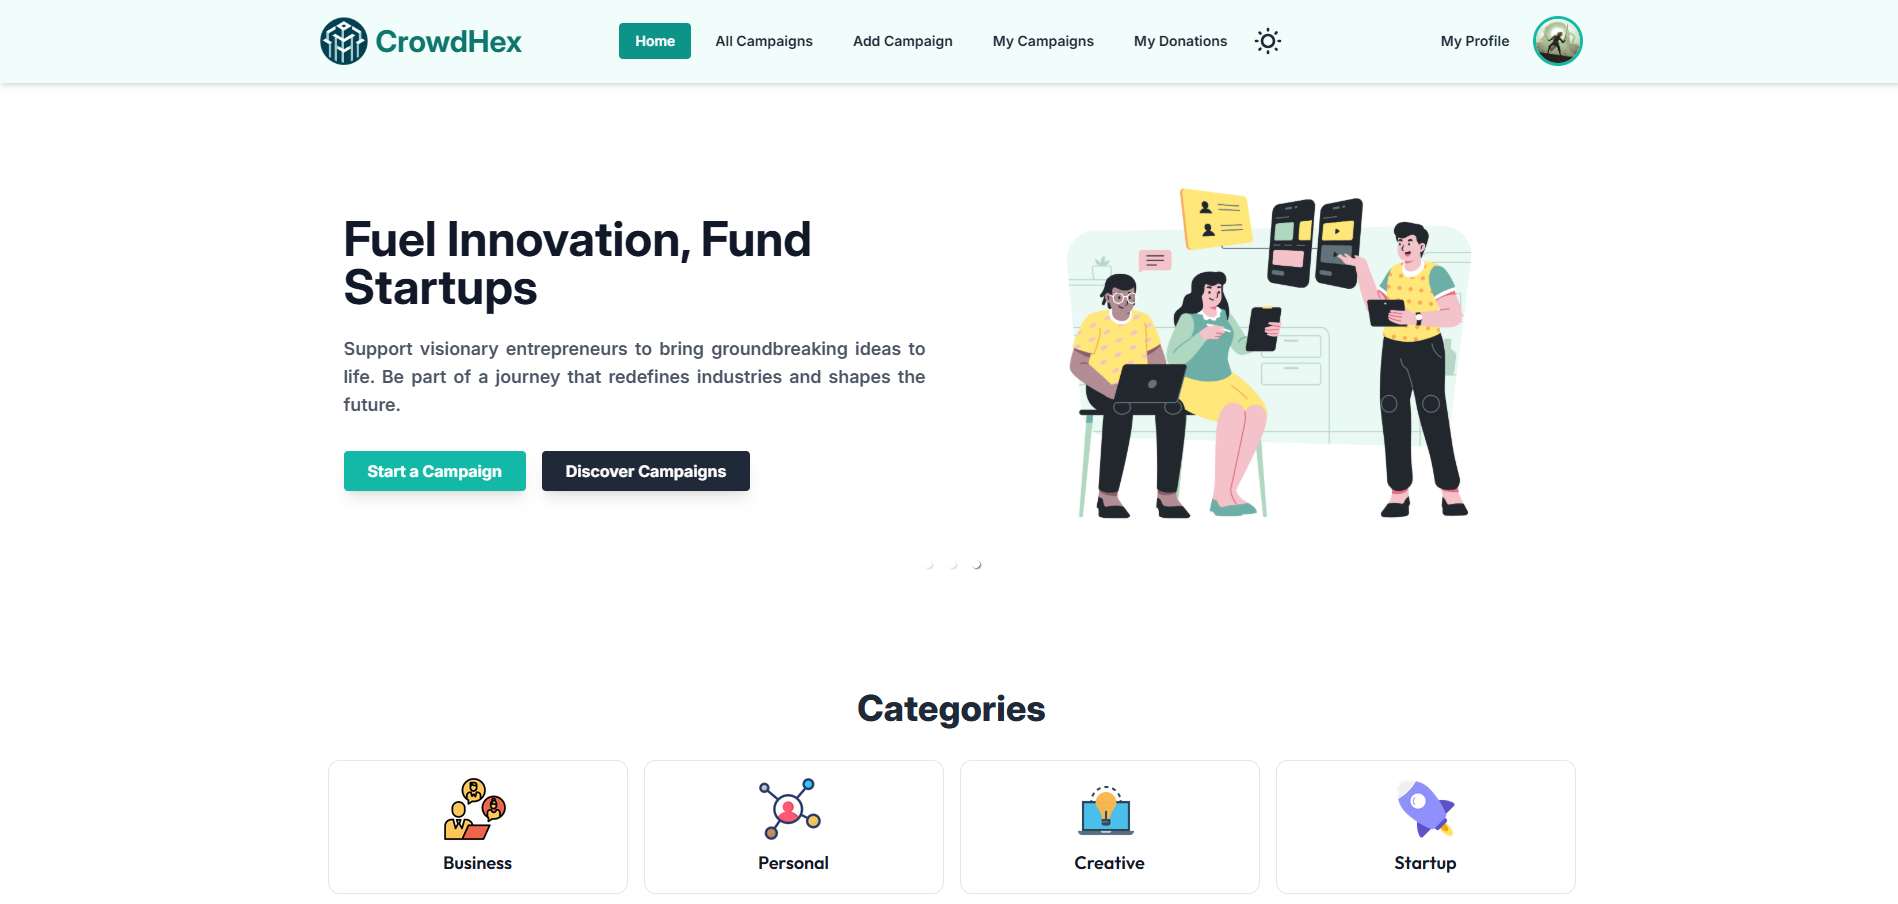 CrowdHex
Home
All Campaigns
Add Campaign
My Campaigns
My Donations
My Profile
Fuel Innovation, Fund
Startups
Support visionary entrepreneurs to bring groundbreaking ideas to
life. Be part of a journey that redefines industries and shapes the
future.
Start a Campaign
Discover Campaigns
Categories
Business
Personal
Creative
Startup